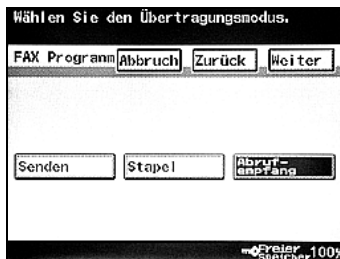 Wählen Sie den Übertragungsmodus.
FAX Programm Abbruch Zurück Weiter
Senden Stapel Abruf-
empfang
Freier
Speicher 100%